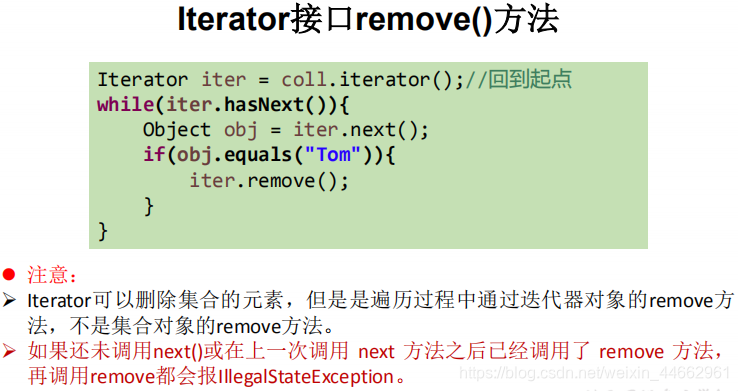 Iterator接口remove()方法
Iterator iter = coll.iterator();//回到起点
while(iter.hasNext()){
Object obj = iter.next();
if(obj.equals("Tom")){
iter.remove();
}
}
注意：
Iterator可以删除集合的元素，但是是遍历过程中通过迭代器对象的remove方
法，不是集合对象的remove方法。
如果还未调用next()或在上一次调用 next 方法之后已经调用了 remove 方法，
再调用remove都会报IllegalStateException。
https://blog.csdn.net/weixin_44662961